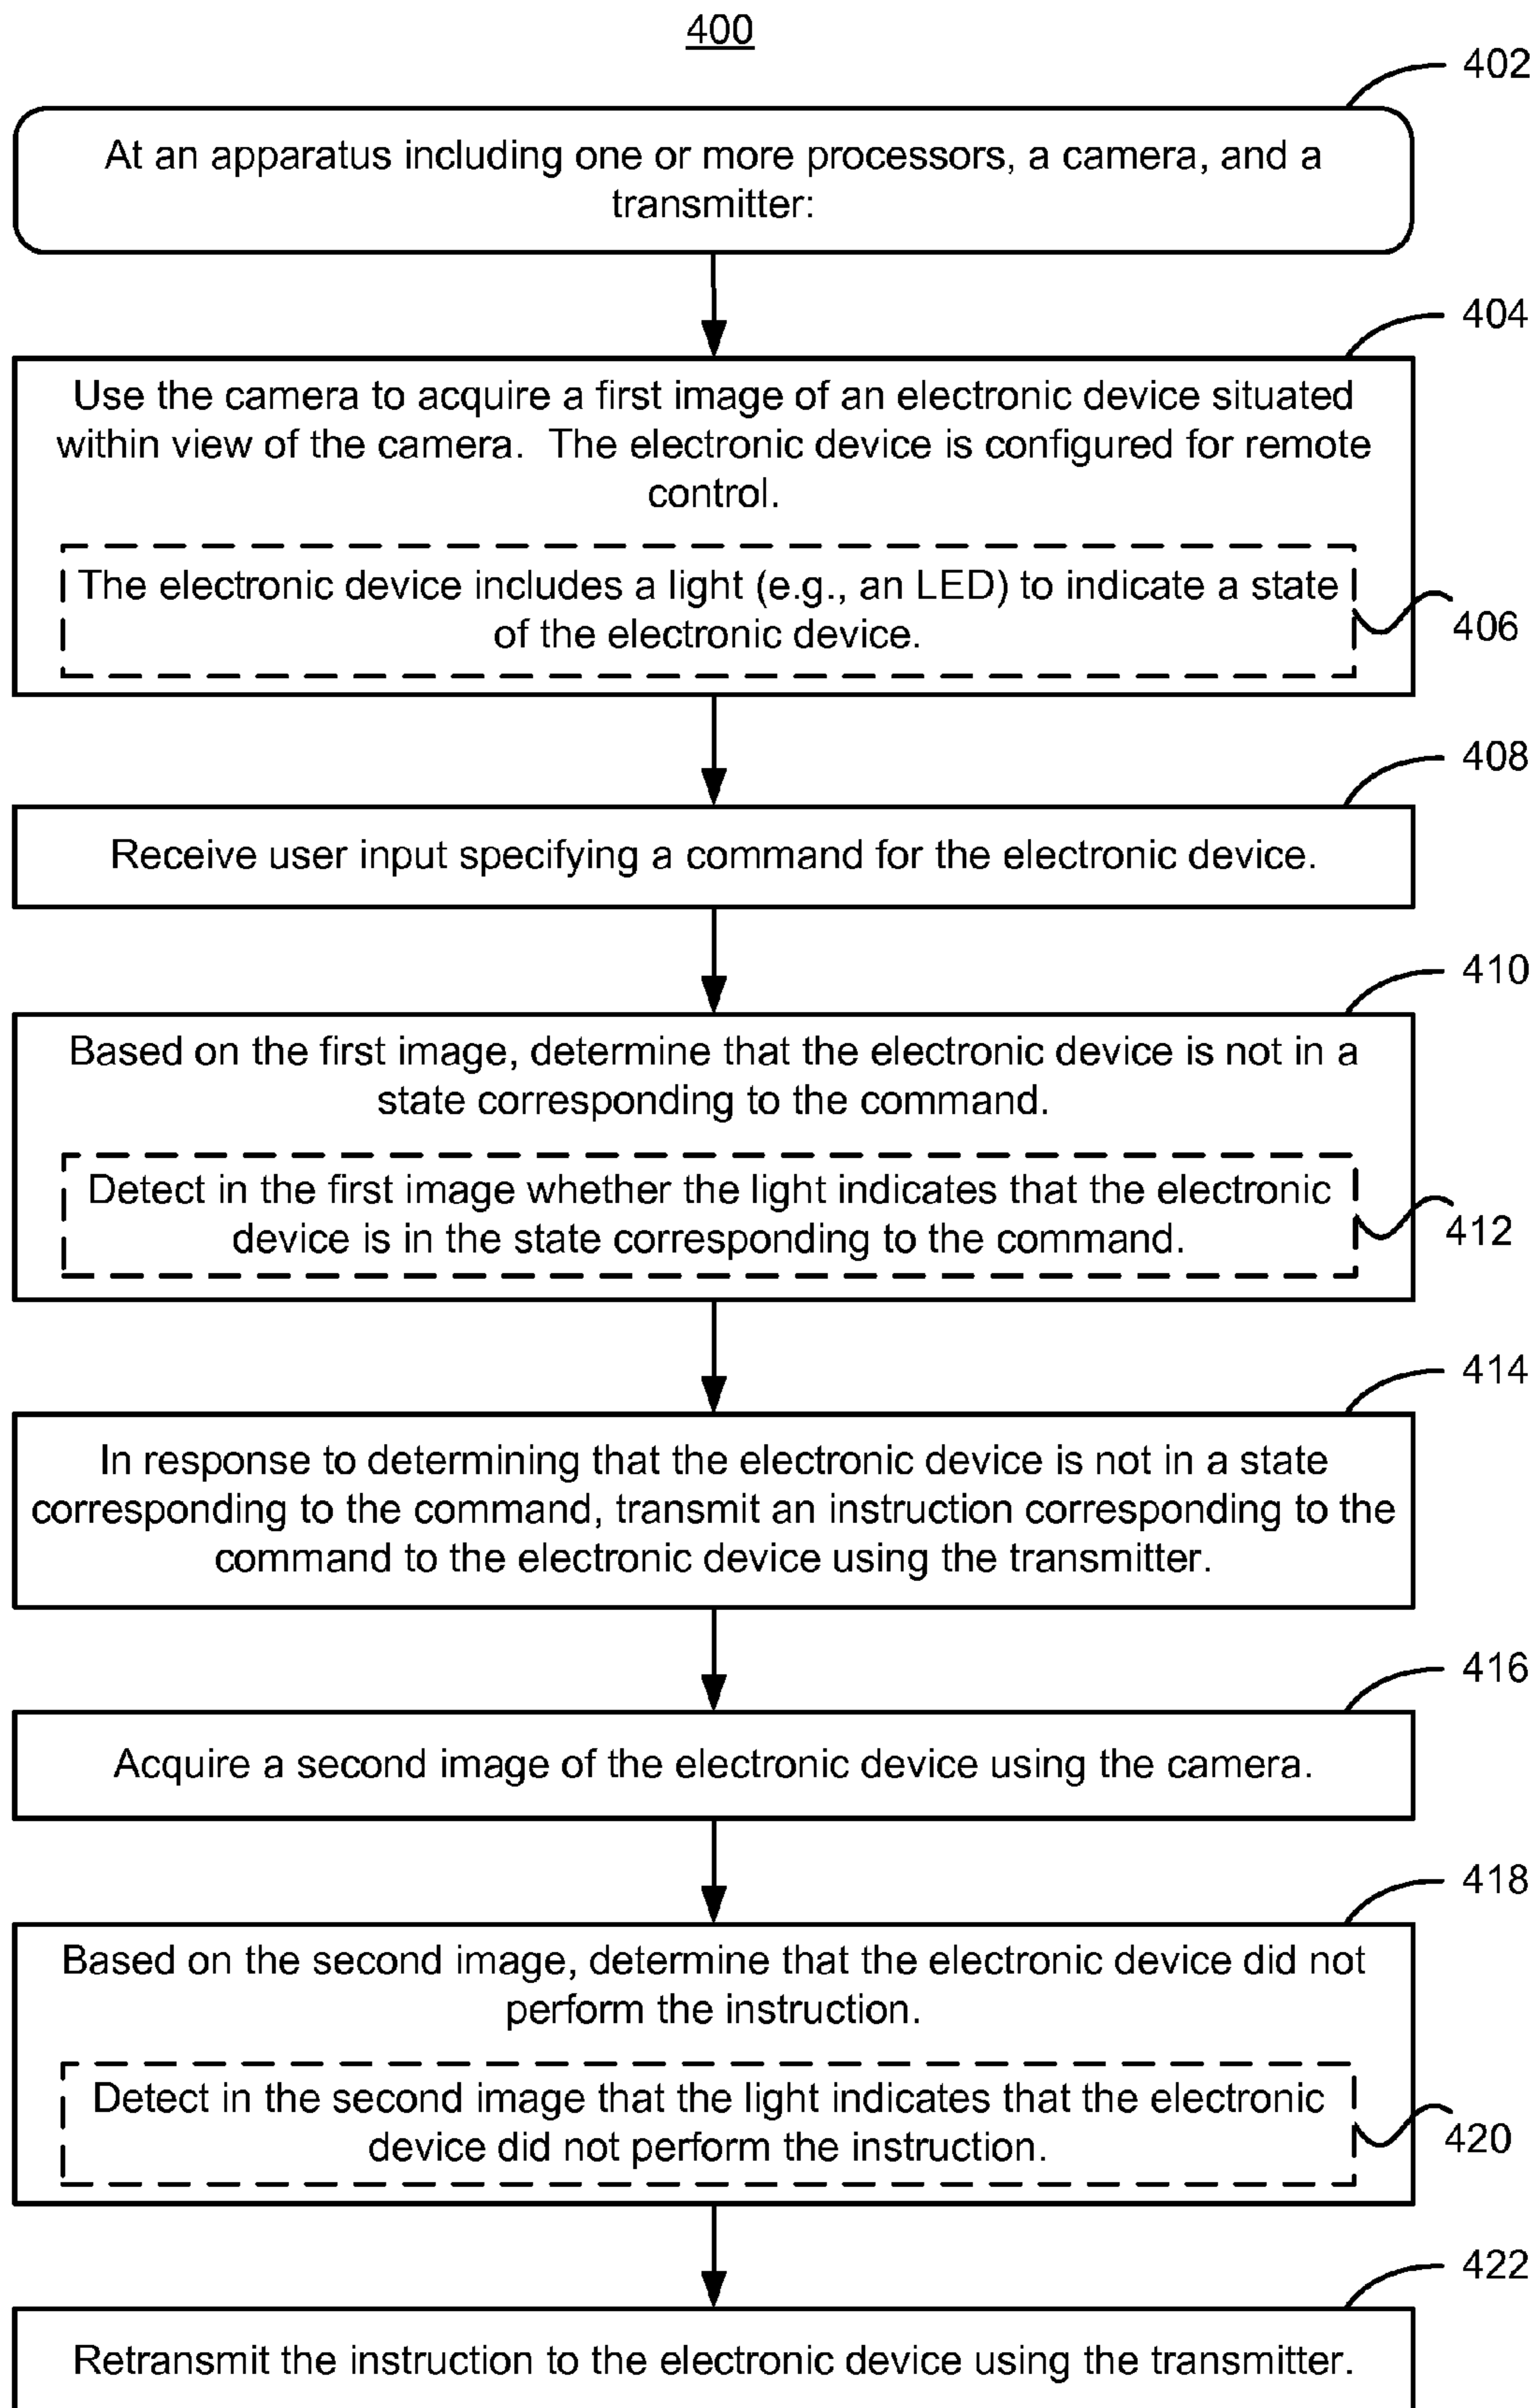 400
402
At an apparatus including one or more processors, a camera, and a
transmitter:
404
Use the camera to acquire a first image of an electronic device situated
within view of the camera.  The electronic device is configured for remote
control.
The electronic device includes a light (e.g., an LED) to indicate a state
of the electronic device.
406
408
Receive user input specifying a command for the electronic device.
410
Based on the first image, determine that the electronic device is not in a
state corresponding to the command.
Detect in the first image whether the light indicates that the electronic
device is in the state corresponding to the command.
412
414
In response to determining that the electronic device is not in a state
corresponding to the command, transmit an instruction corresponding to the
command to the electronic device using the transmitter.
416
Acquire a second image of the electronic device using the camera.
418
Based on the second image, determine that the electronic device did not
perform the instruction.
Detect in the second image that the light indicates that the electronic
device did not perform the instruction.
420
422
Retransmit the instruction to the electronic device using the transmitter.